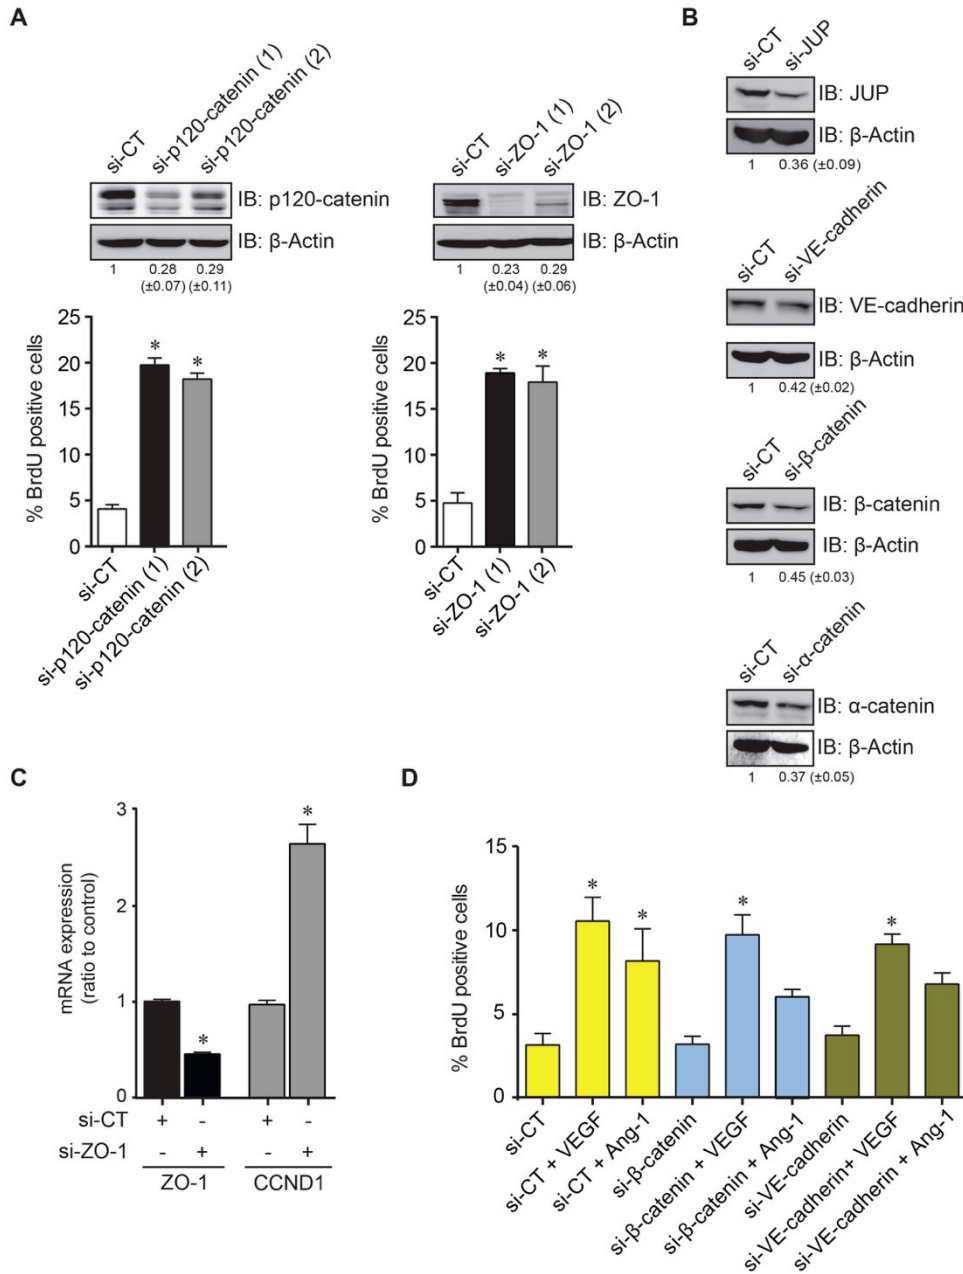 A
si-CT
si-p120-catenin (1)
si-p120-catenin (2)
IB: p120-catenin
IB: β-Actin
1 0.28 0.29
(±0.07) (±0.11)
% BrdU positive cells
25
20
15
10
5
0
*
*
si-CT
si-p120-catenin (1)
si-p120-catenin (2)
si-CT
si-ZO-1 (1)
si-ZO-1 (2)
IB: ZO-1
IB: β-Actin
1 0.23 0.29
(±0.04) (±0.06)
% BrdU positive cells
25
20
15
10
5
0
*
*
si-CT
si-ZO-1 (1)
si-ZO-1 (2)
B
si-CT
si-JUP
IB: JUP
IB: β-Actin
1 0.36 (±0.09)
si-CT
si-VE-cadherin
IB: VE-cadherin
IB: β-Actin
1 0.42 (±0.02)
si-CT
si-β-catenin
IB: β-catenin
IB: β-Actin
1 0.45 (±0.03)
si-CT
si-α-catenin
IB: α-catenin
IB: β-Actin
1 0.37 (±0.05)
C
mRNA expression
(ratio to control)
3
2
1
0
*
*
si-CT + - + -
si-ZO-1 - + - +
ZO-1 CCND1
D
% BrdU positive cells
15
10
5
0
*
*
*
*
si-CT
si-CT + VEGF
si-CT + Ang-1
si-β-catenin
si-β-catenin + VEGF
si-β-catenin + Ang-1
si-VE-cadherin
si-VE-cadherin+ VEGF
si-VE-cadherin + Ang-1